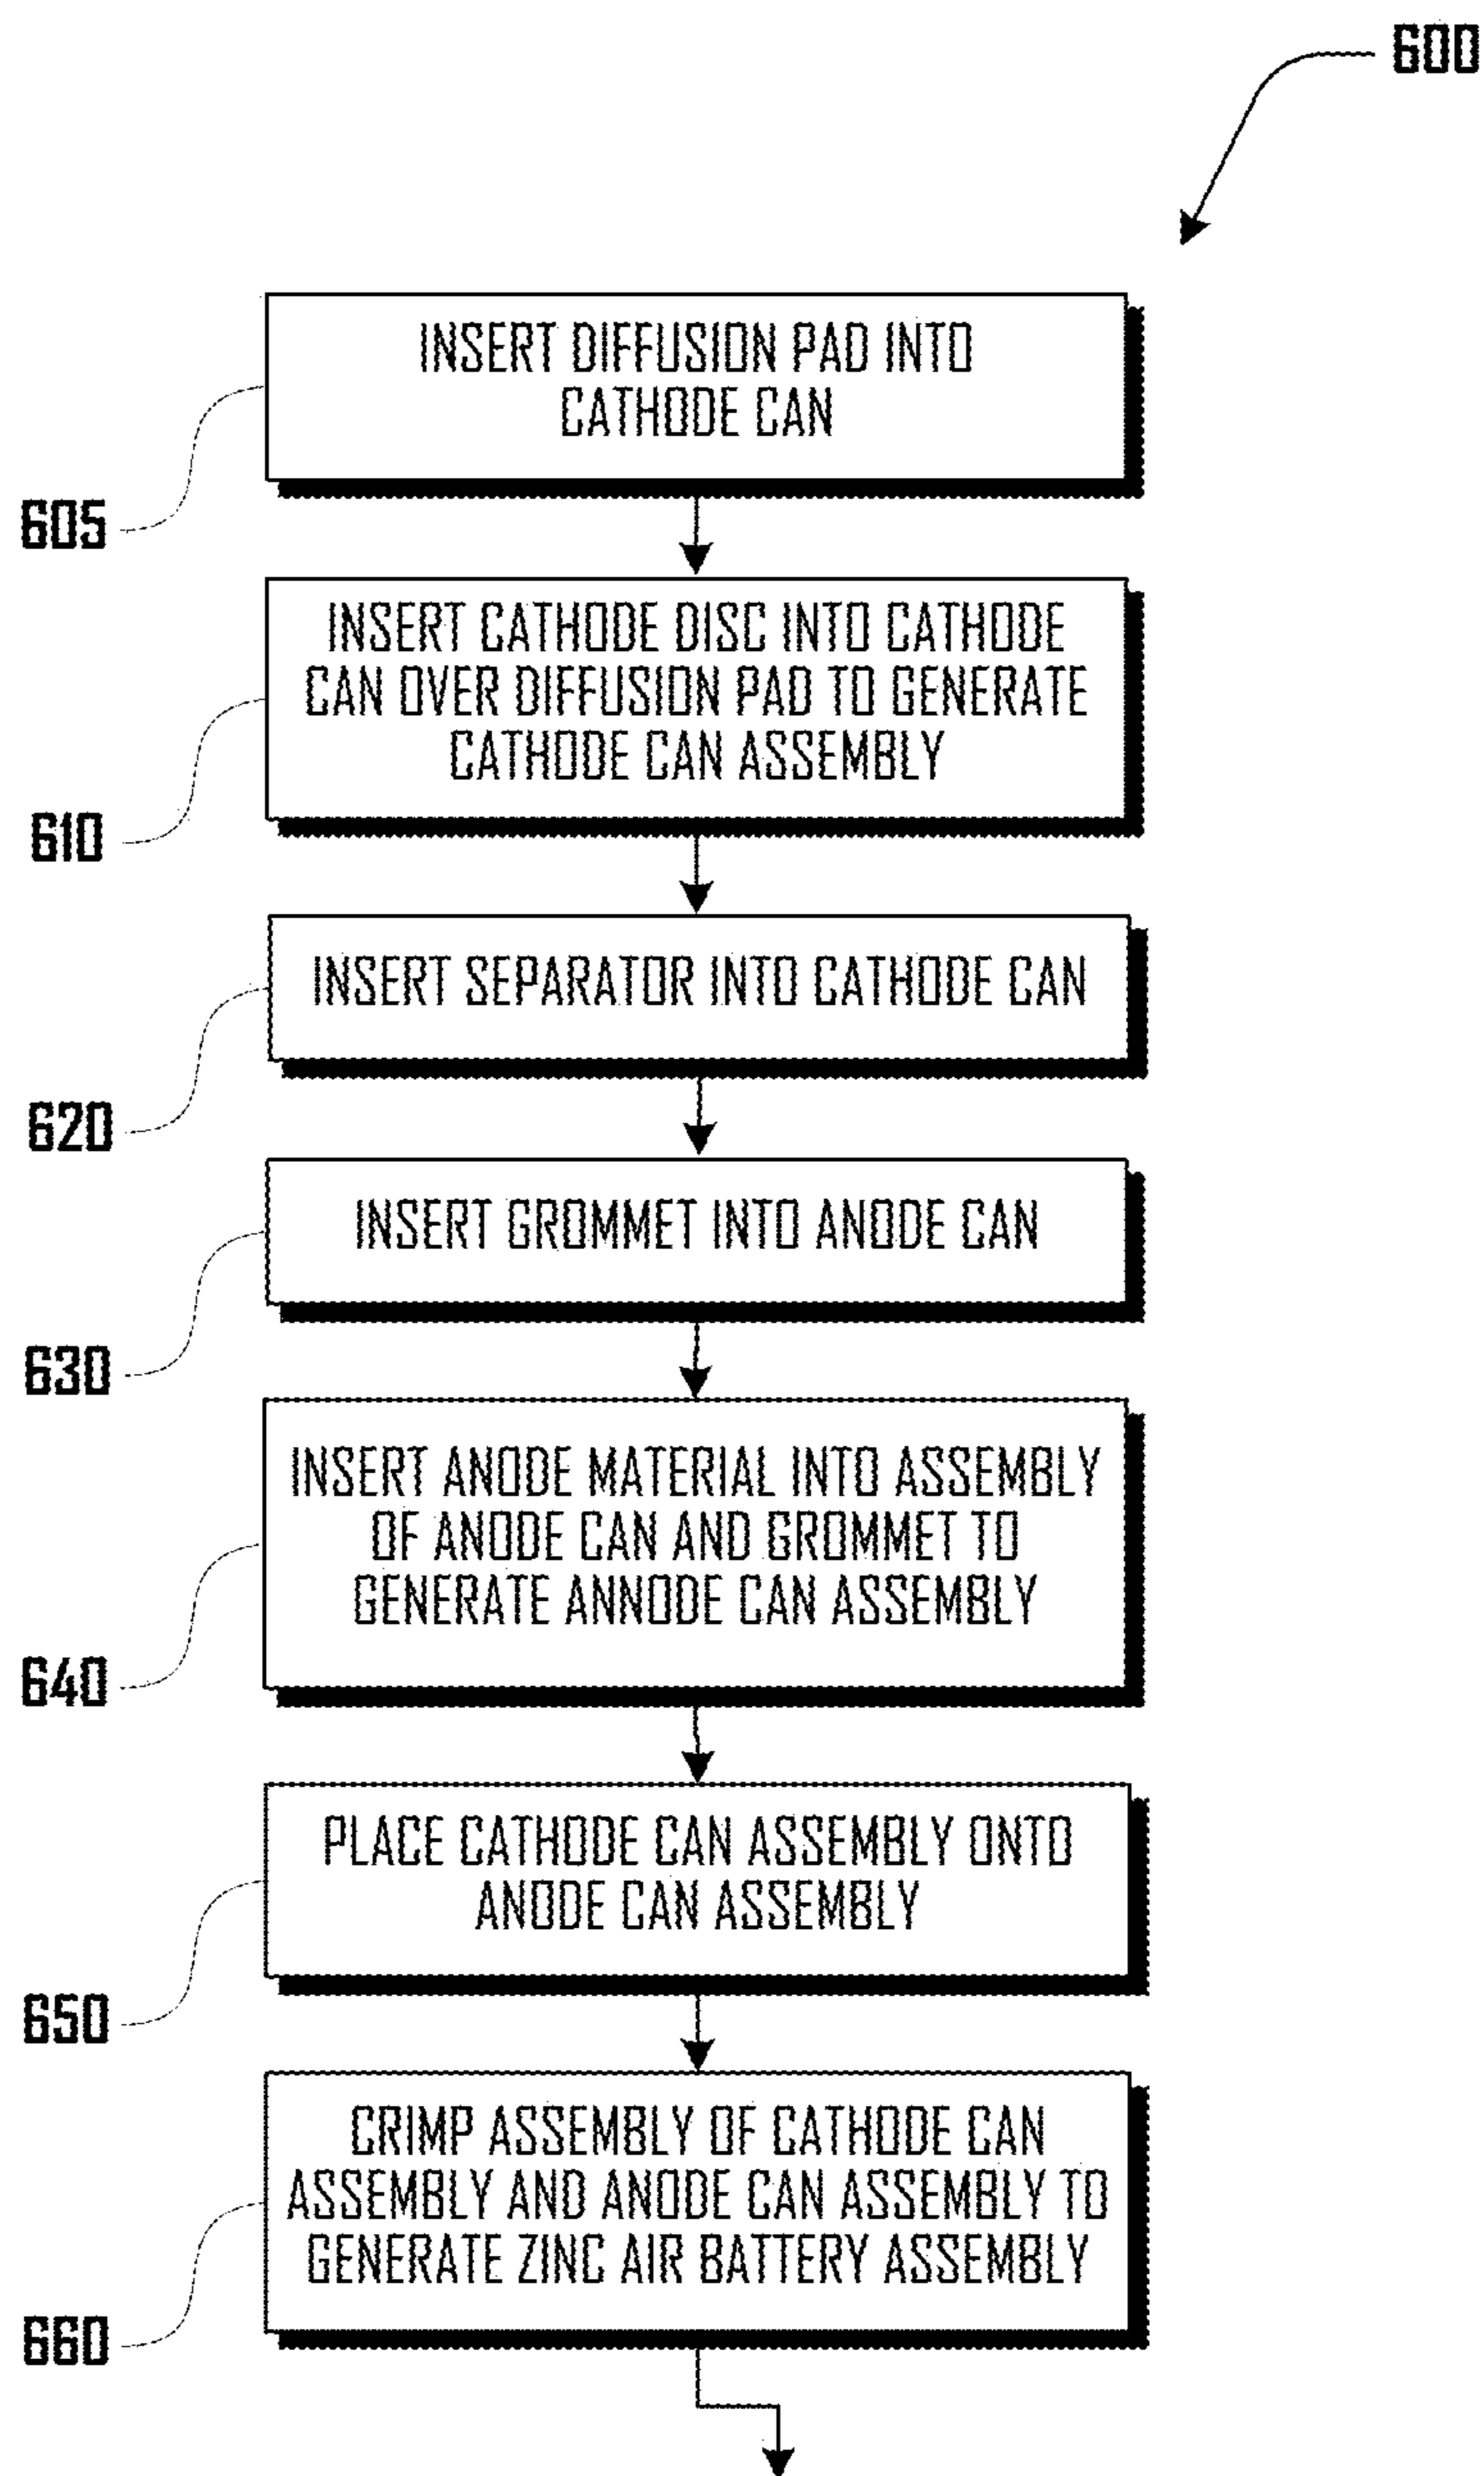 600
INSERT DIFFUSION PAD INTO
CATHODE CAN
605
INSERT CATHODE DISC INTO CATHODE
CAN OVER DIFFUSION PAD TO GENERATE
CATHODE CAN ASSEMBLY
610
INSERT SEPARATOR INTO CATHODE CAN
620
INSERT GROMMET INTO ANODE CAN
630
INSERT ANODE MATERIAL INTO ASSEMBLY
OF ANODE CAN AND GROMMET TO
GENERATE ANNODE CAN ASSEMBLY
640
PLACE CATHODE CAN ASSEMBLY ONTO
ANODE CAN ASSEMBLY
650
CRIMP ASSEMBLY OF CATHODE CAN
ASSEMBLY AND ANODE CAN ASSEMBLY TO
GENERATE ZINC AIR BATTERY ASSEMBLY
660